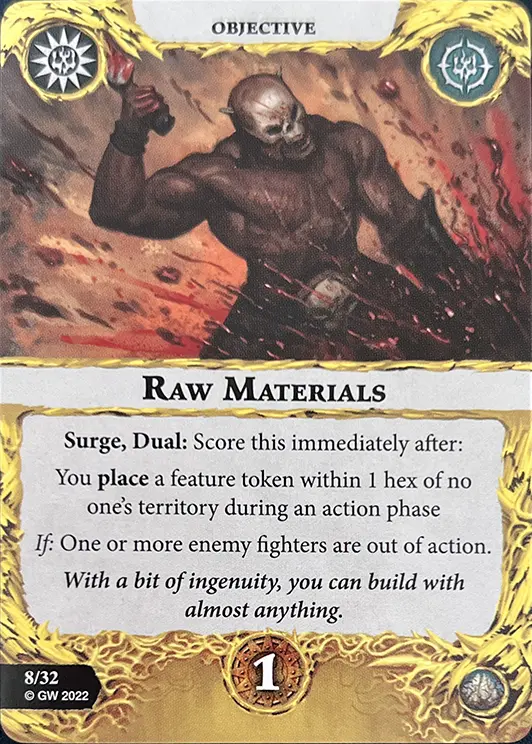 OBJECTIVE
RAW MATERIALS
Surge, Dual: Score this immediately after:
You place a feature token within 1 hex of no
one's territory during an action phase
If: One or more enemy fighters are out of action.
With a bit of ingenuity, you can build with
almost anything.
8/32
© GW 2022
1